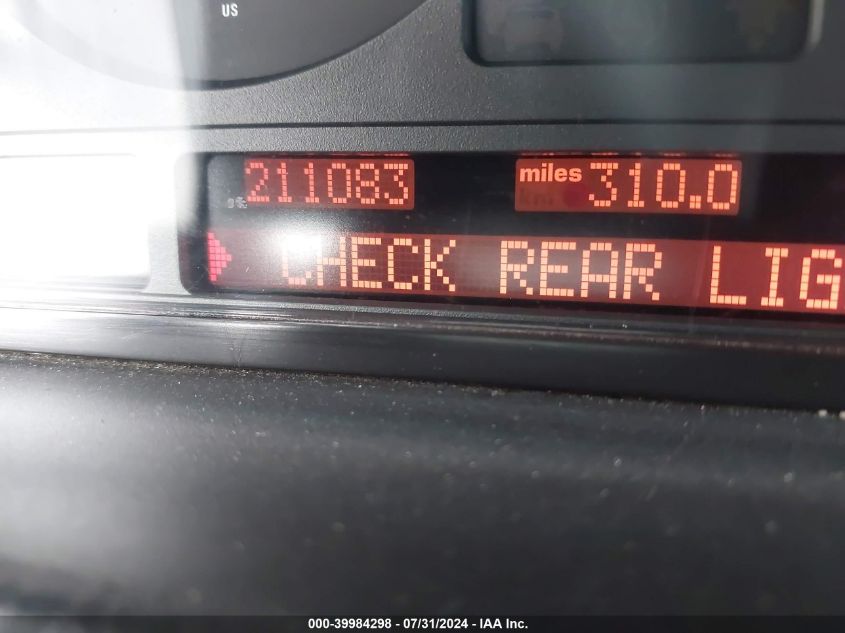 US
211083 miles 310.0
CHECK REAR LIG
000-39984298 - 07/31/2024 - IAA Inc.